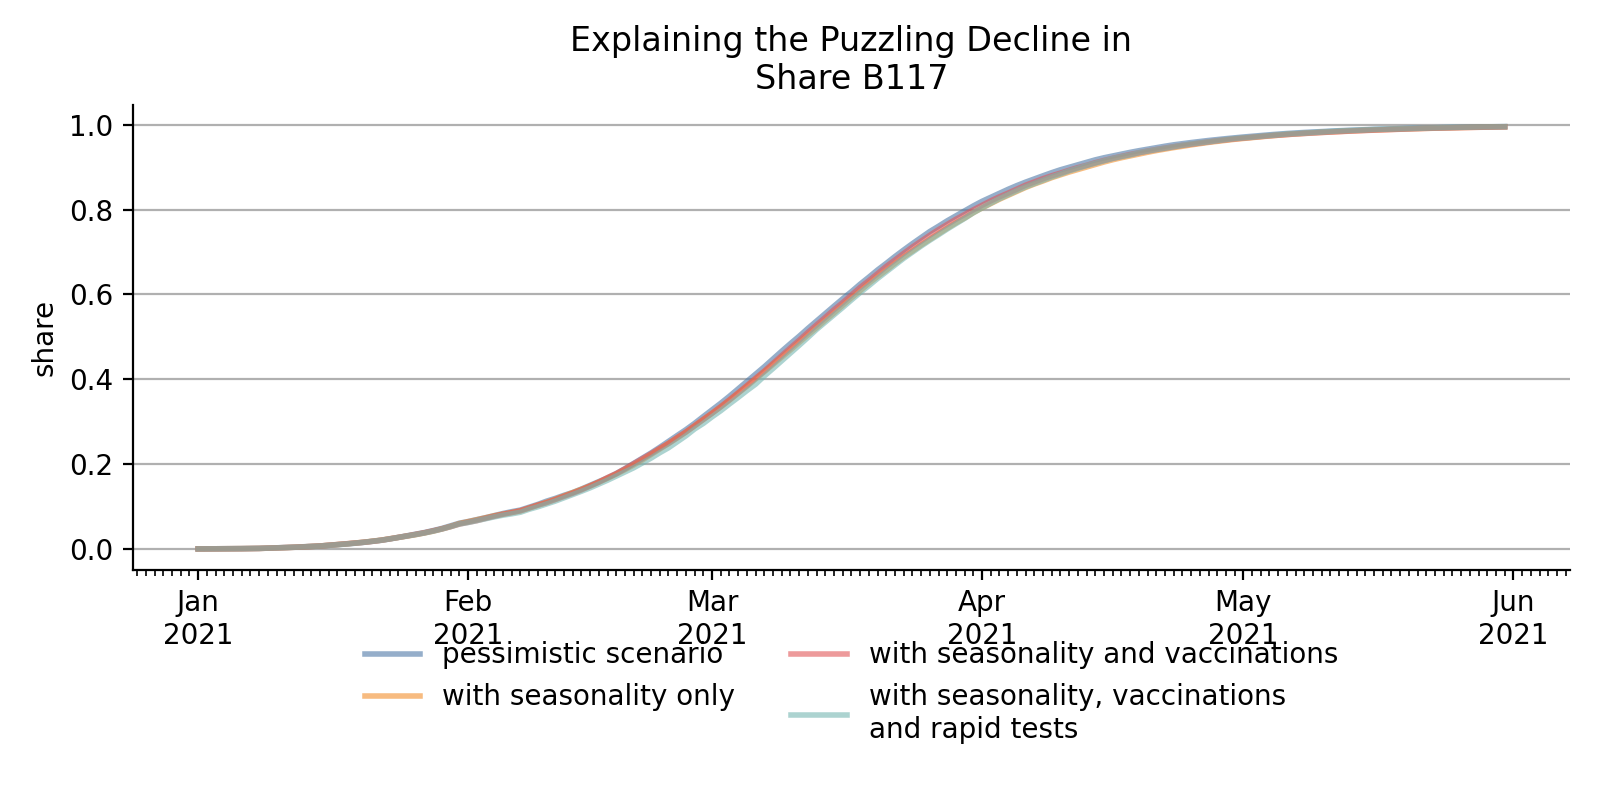 Explaining the Puzzling Decline in
Share B117
share
1.0
0.8
0.6
0.4
0.2
0.0
Jan Feb Mar Apr May Jun
2021 2021 2021 2021 2021 2021
pessimistic scenario
with seasonality only
with seasonality and vaccinations
with seasonality, vaccinations
and rapid tests